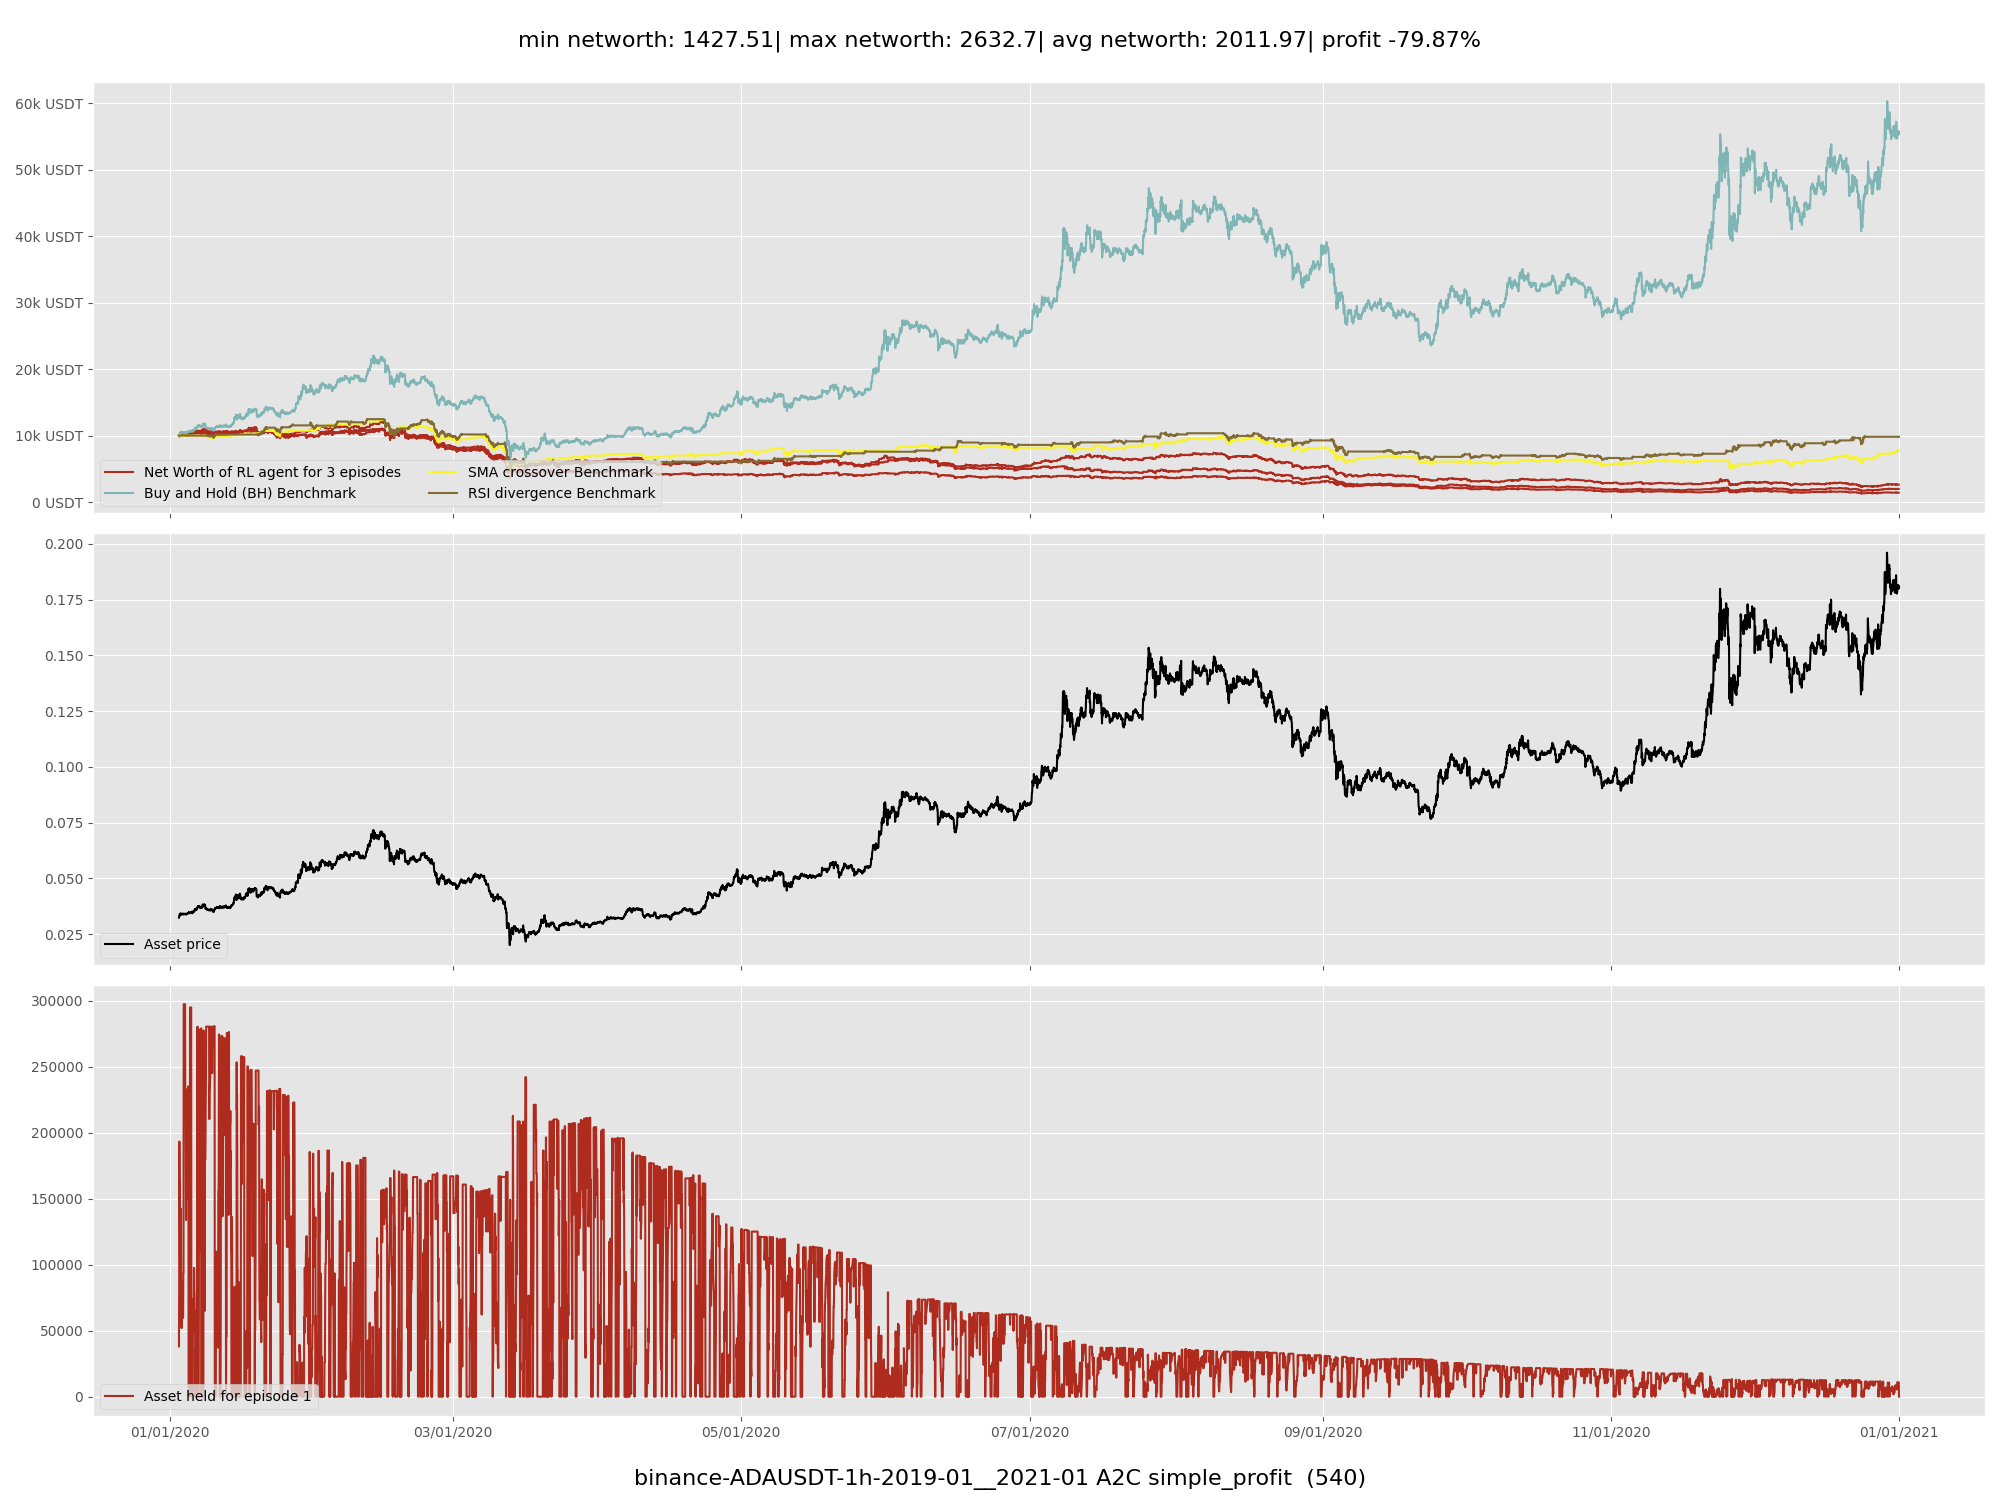 min networth: 1427.51| max networth: 2632.7| avg networth: 2011.97| profit -79.87%
60k USDT
50k USDT
40k USDT
30k USDT
20k USDT
10k USDT
0 USDT
Net Worth of RL agent for 3 episodes
Buy and Hold (BH) Benchmark
SMA crossover Benchmark
RSI divergence Benchmark
0.200
0.175
0.150
0.125
0.100
0.075
0.050
0.025
Asset price
300000
250000
200000
150000
100000
50000
0
Asset held for episode 1
01/01/2020 03/01/2020 05/01/2020 07/01/2020 09/01/2020 11/01/2020 01/01/2021
binance-ADAUSDT-1h-2019-01__2021-01 A2C simple_profit (540)